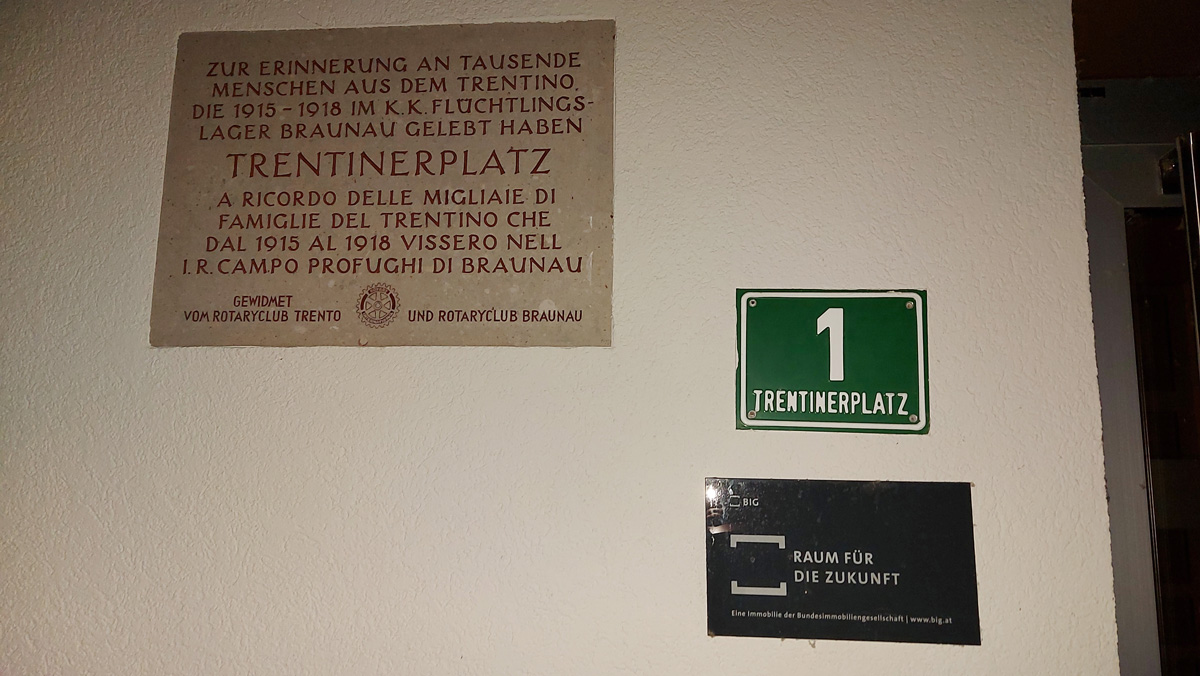 ZUR ERINNERUNG AN TAUSENDE
MENSCHEN AUS DEM TRENTINO,
DIE 1915 - 1918 IM K.K. FLÜCHTLINGS-
LAGER BRAUNAU GELEBT HABEN
TRENTINERPLATZ
A RICORDO DELLE MIGLIAIE DI
FAMIGLIE DEL TRENTINO CHE
DAL 1915 AL 1918 VISSERO NELL
I.R. CAMPO PROFUGHI DI BRAUNAU
GEWIDMET
VOM ROTARYCLUB TRENTO UND ROTARYCLUB BRAUNAU
1
TRENTINERPLATZ
BIG
RAUM FÜR
DIE ZUKUNFT
Eine Immobilie der Bundesimmobiliengesellschaft | www.big.at